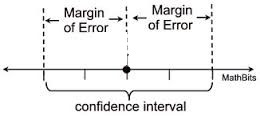 Margin
of Error
Margin
of Error
MathBits
confidence interval